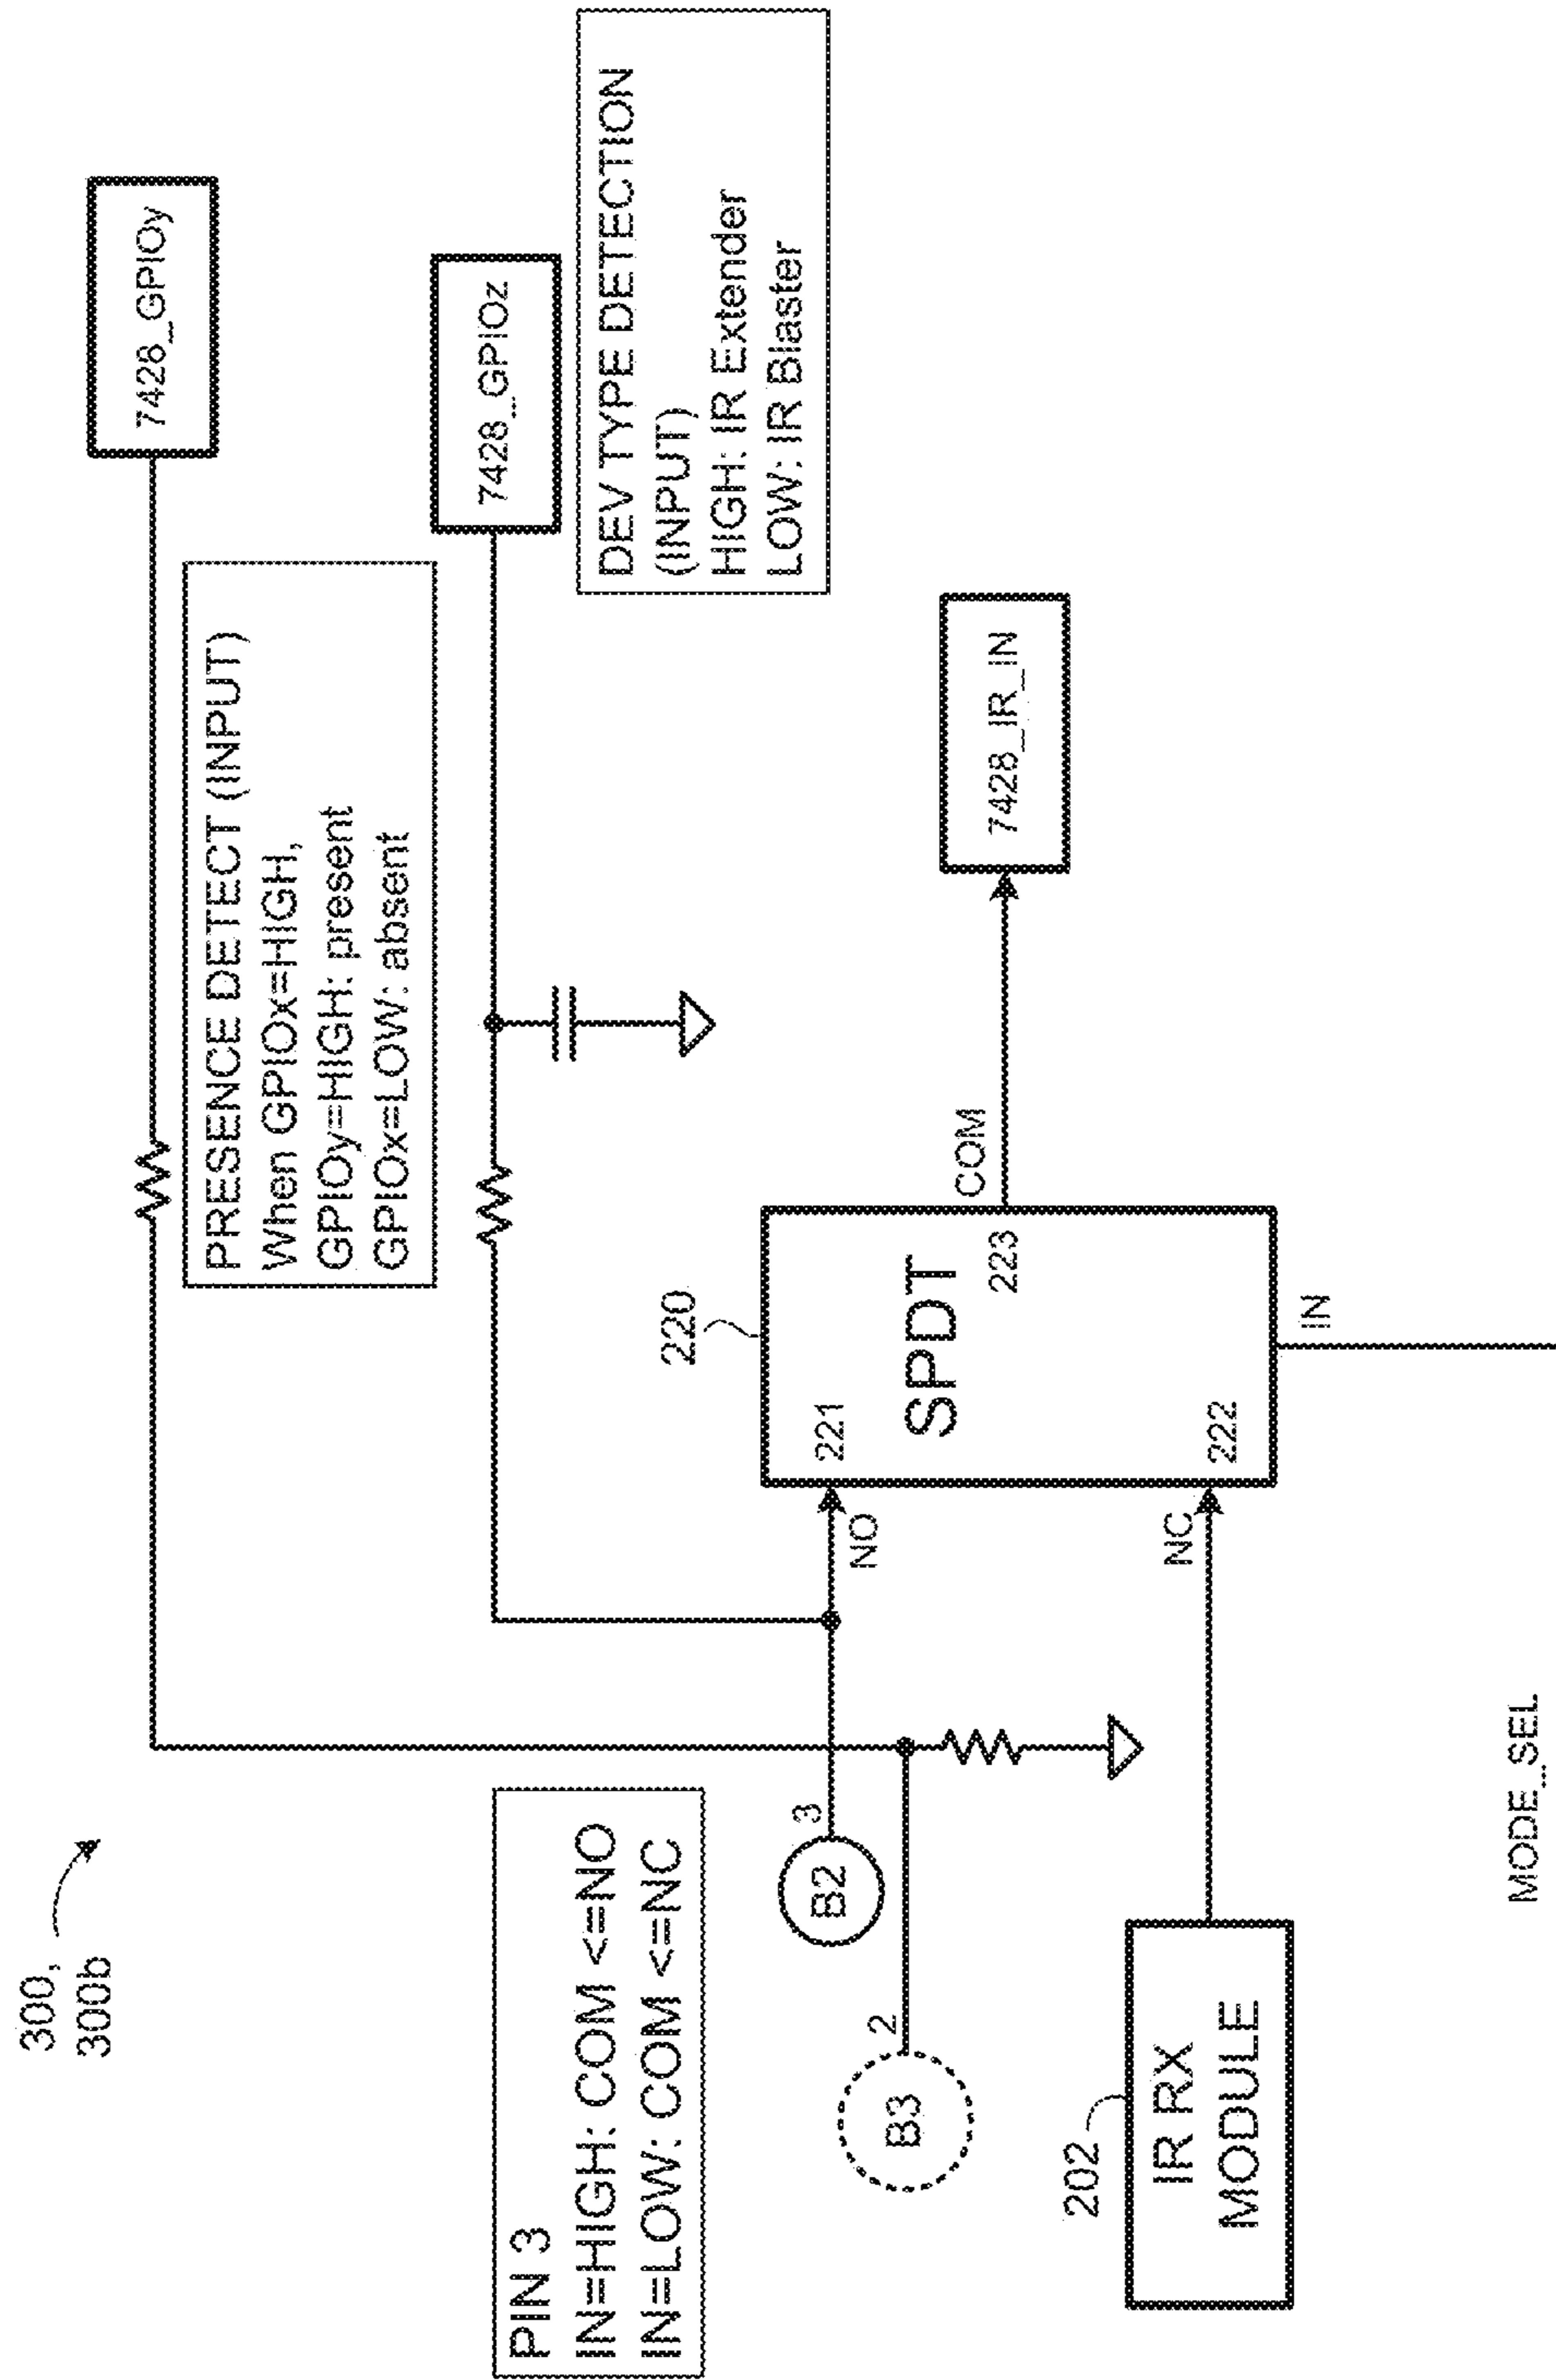 300,
300b
7428_GPIOy
PRESENCE DETECT (INPUT)
When GPIOx=HIGH,
GPIOy=HIGH: present
GPIOx=LOW: absent
7428_GPIOz
DEV TYPE DETECTION
(INPUT)
HIGH: IR Extender
LOW: IR Blaster
PIN 3
IN=HIGH: COM <=NO
IN=LOW: COM <=NC
B2
3
B3
2
NO
221
220
SPDT
223
COM
7428_IR_IN
202
IR RX
MODULE
NC
222
IN
MODE_SEL